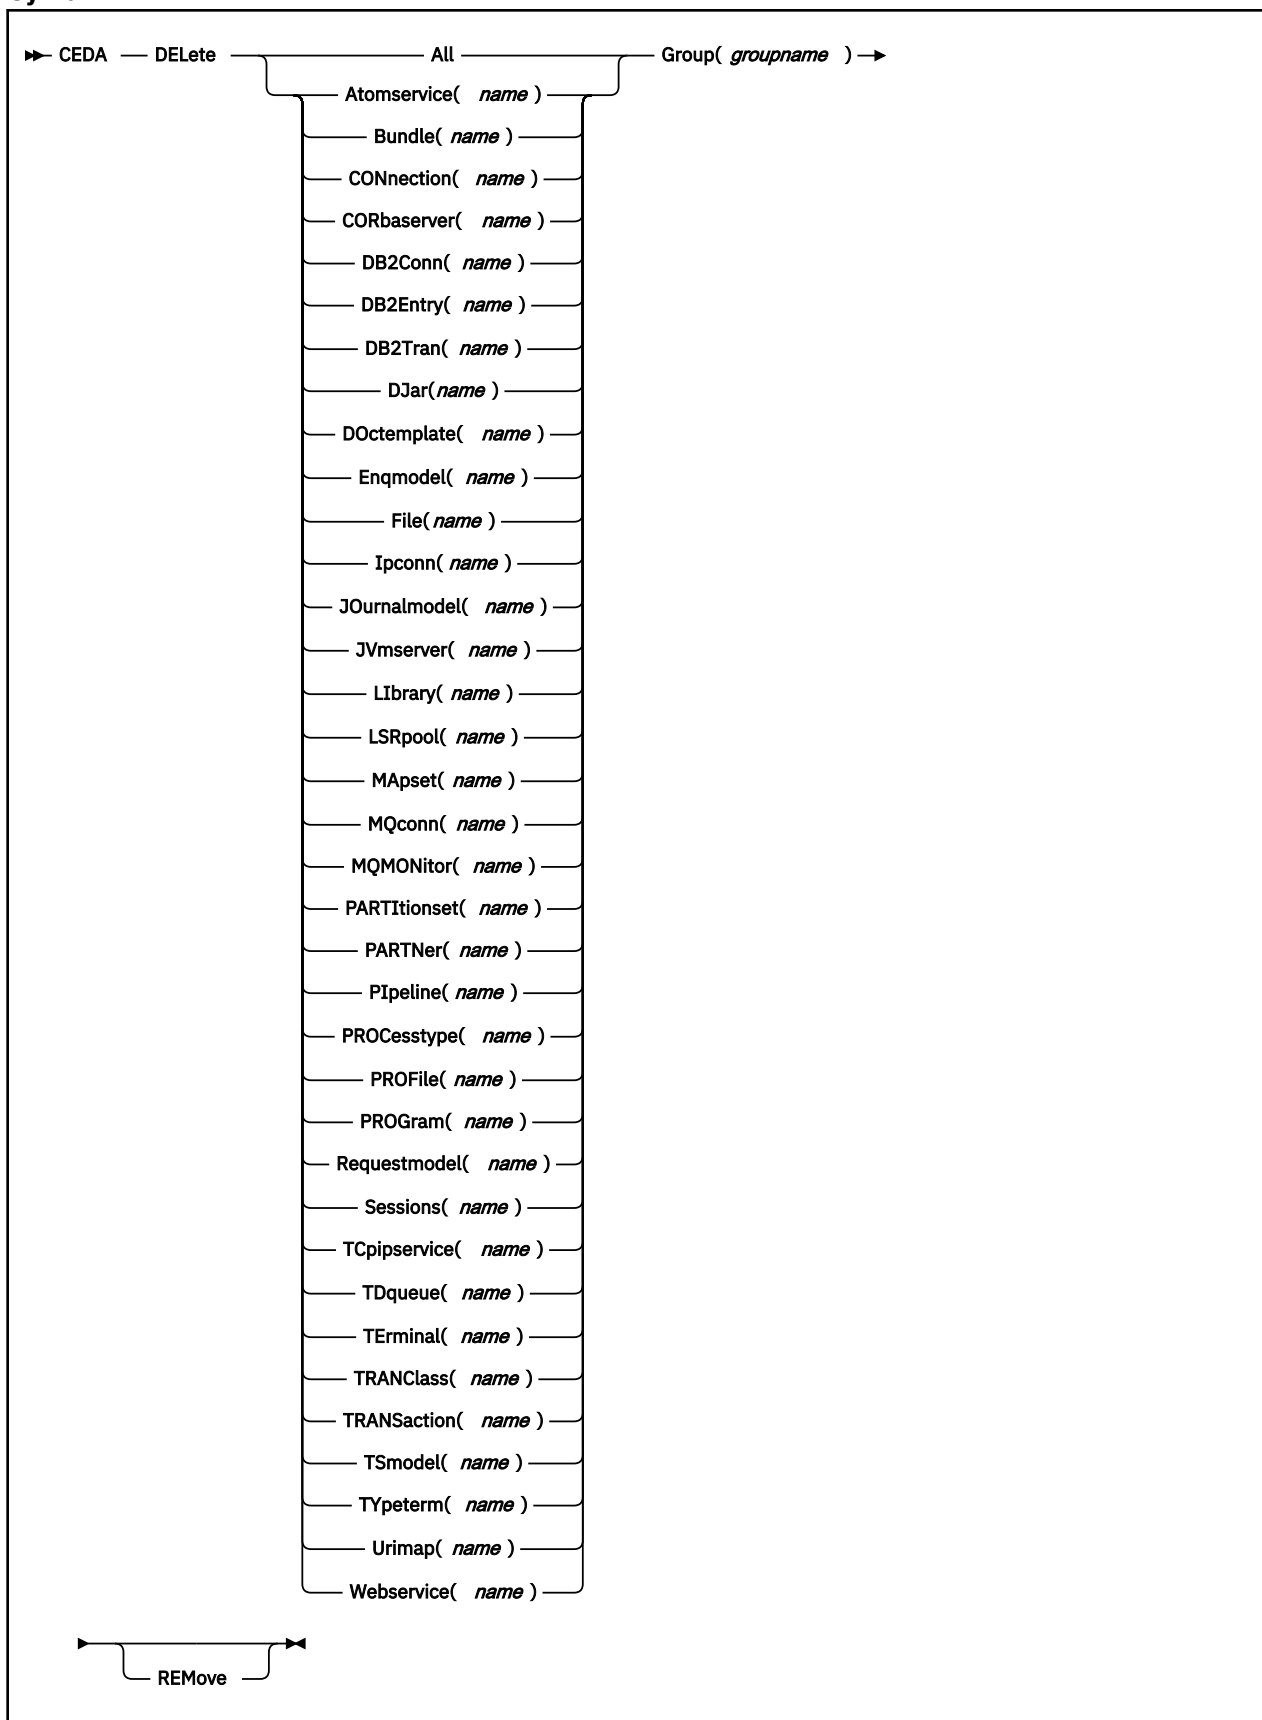 CEDA DELete All Group( groupname )
Atomservice( name )
Bundle( name )
CONnection( name )
CORbaserver( name )
DB2Conn( name )
DB2Entry( name )
DB2Tran( name )
DJar(name )
DOctemplate( name )
Enqmodel( name )
File(name )
Ipconn( name )
JOurnalmodel( name )
JVmserver( name )
LIbrary( name )
LSRpool( name )
MApset( name )
MQconn( name )
MQMONitor( name )
PARTItionset( name )
PARTNer( name )
PIpeline( name )
PROCesstype( name )
PROFile( name )
PROGram( name )
Requestmodel( name )
Sessions( name )
TCpipservice( name )
TDqueue( name )
TErminal( name )
TRANClass( name )
TRANSaction( name )
TSmodel( name )
TYpeterm( name )
Urimap( name )
Webservice( name )
REMove